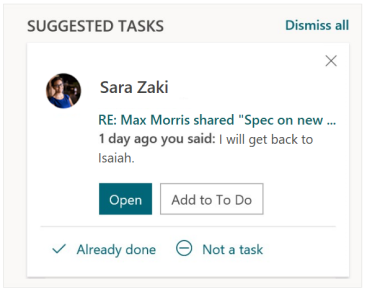 SUGGESTED TASKS Dismiss all
Sara Zaki
RE: Max Morris shared "Spec on new ...
1 day ago you said: I will get back to
Isaiah.
Open Add to To Do
Already done Not a task